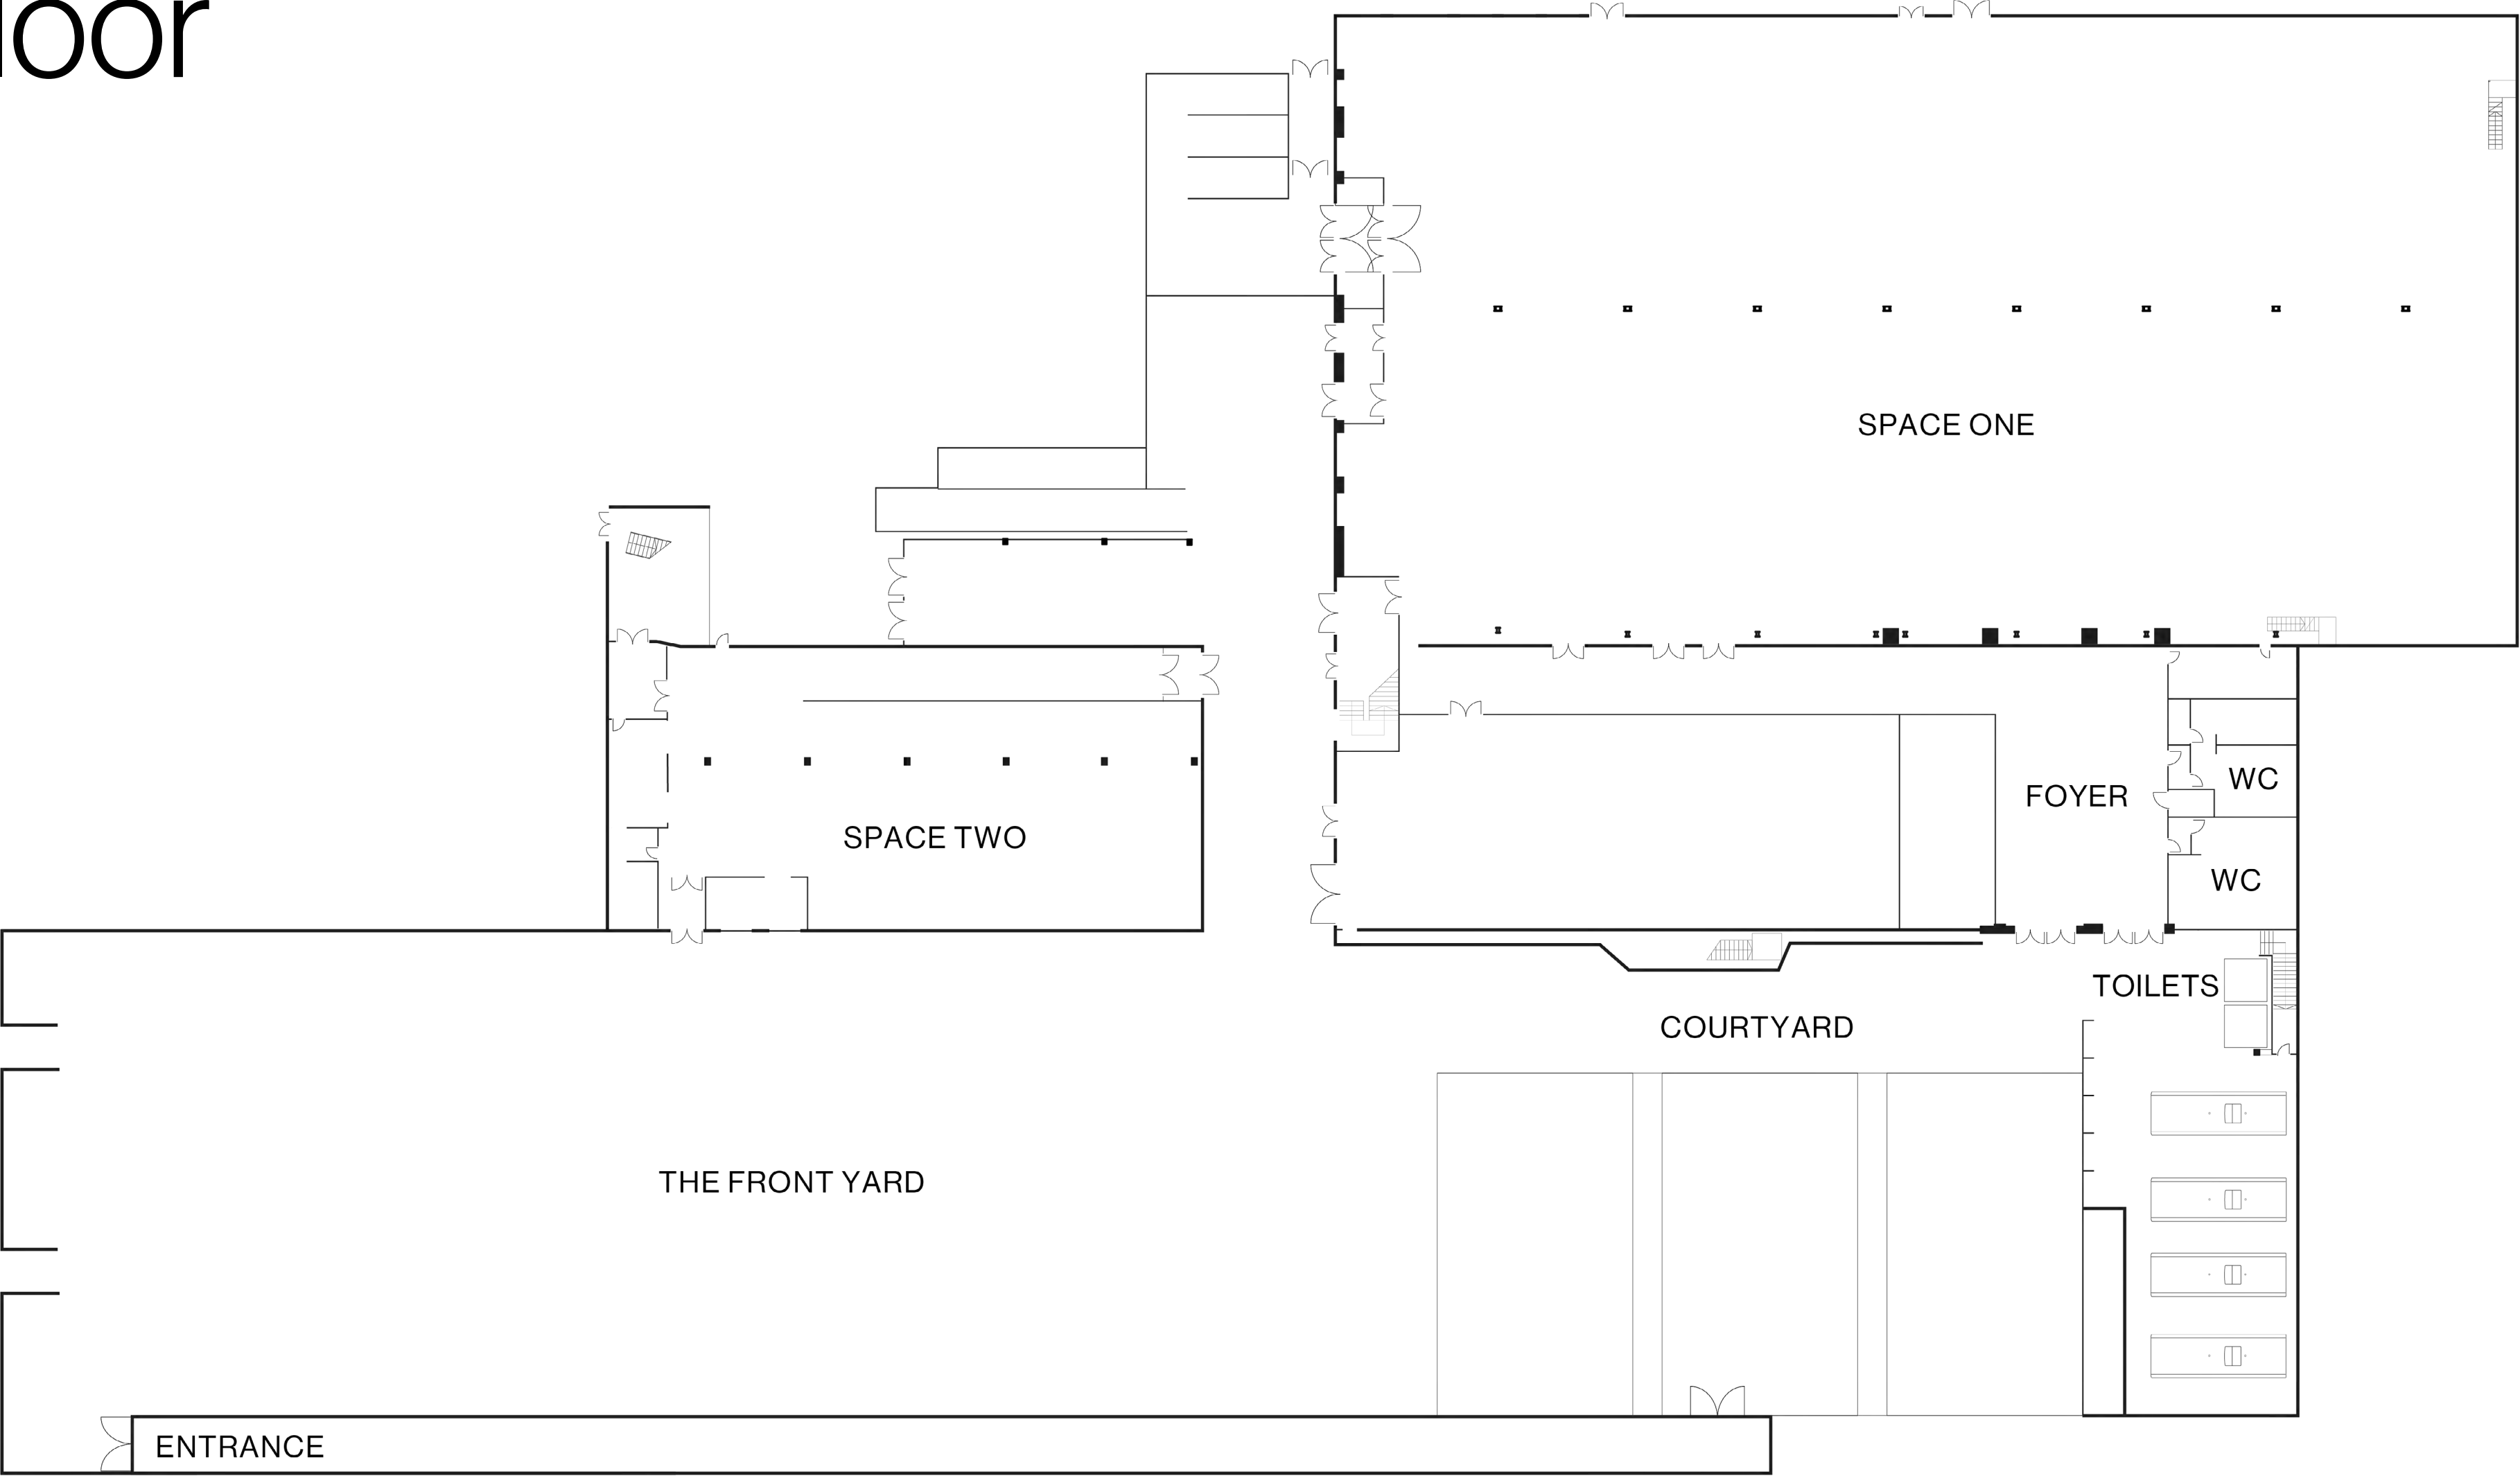 loor
SPACE ONE
SPACE TWO
FOYER
WC
WC
TOILETS
COURTYARD
THE FRONT YARD
ENTRANCE